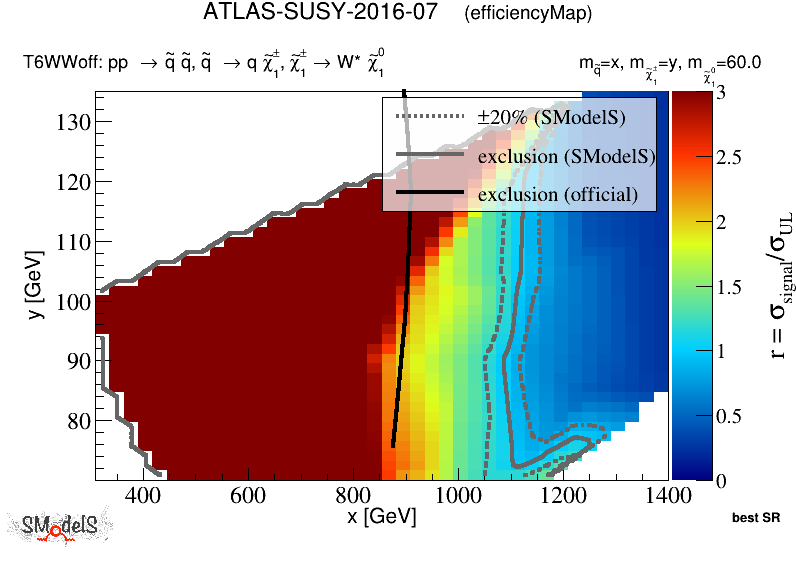 ATLAS-SUSY-2016-07 (efficiencyMap)
T6WWoff: pp → q̃ q̃, q̃ → q χ̃₁±, χ̃₁± → W* χ̃₁⁰
m_q̃=x, m_χ̃₁±=y, m_χ̃₁⁰=60.0
±20% (SModelS)
exclusion (SModelS)
exclusion (official)
y [GeV]
130
120
110
100
90
80
400 600 800 1000 1200 1400
x [GeV]
3
2.5
2
1.5
1
0.5
0
r = σ_signal/σ_UL
SModelS
best SR